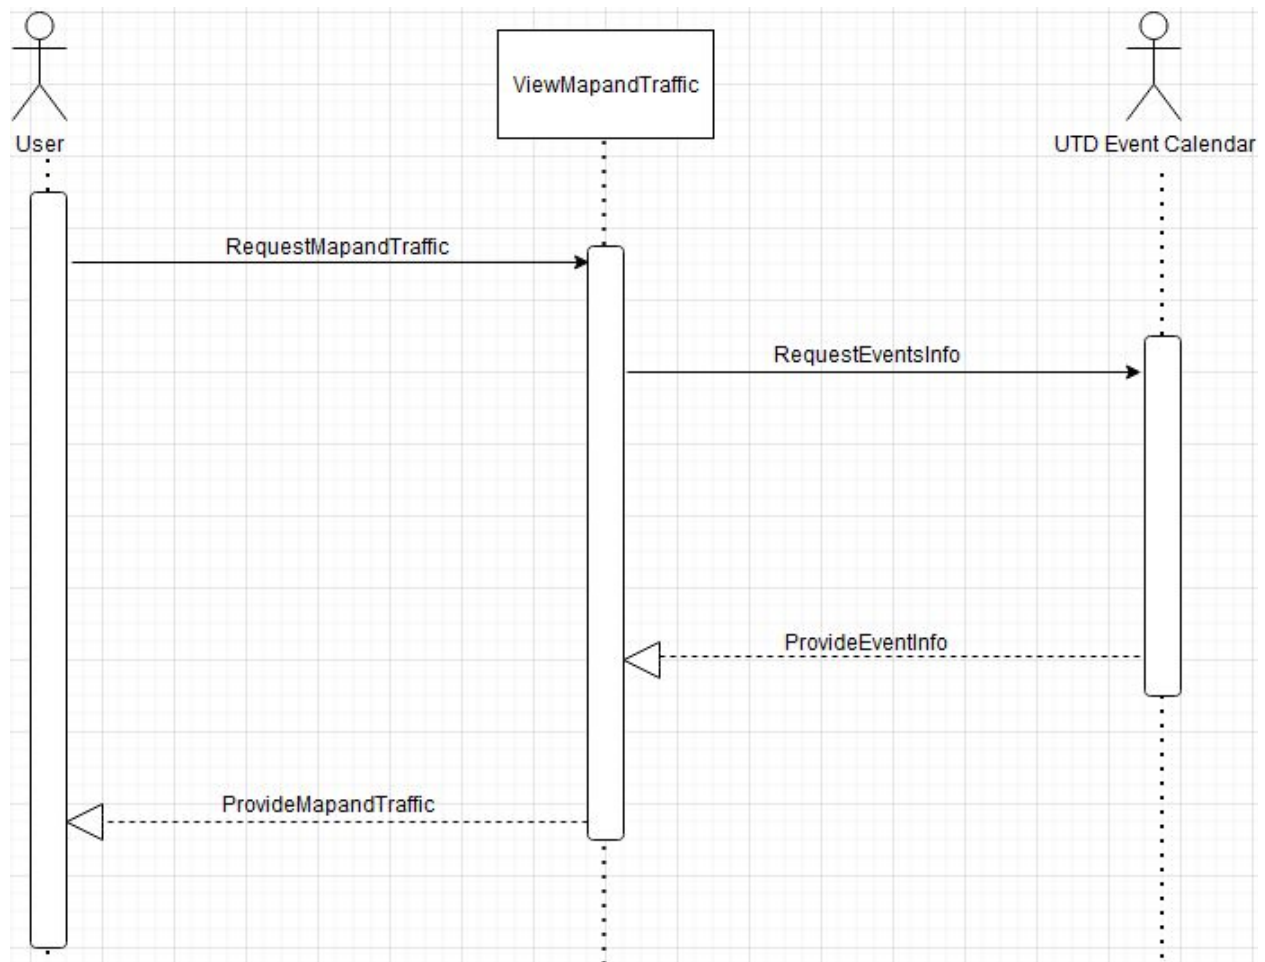 ViewMapandTraffic
User
UTD Event Calendar
RequestMapandTraffic
RequestEventsInfo
ProvideEventInfo
ProvideMapandTraffic